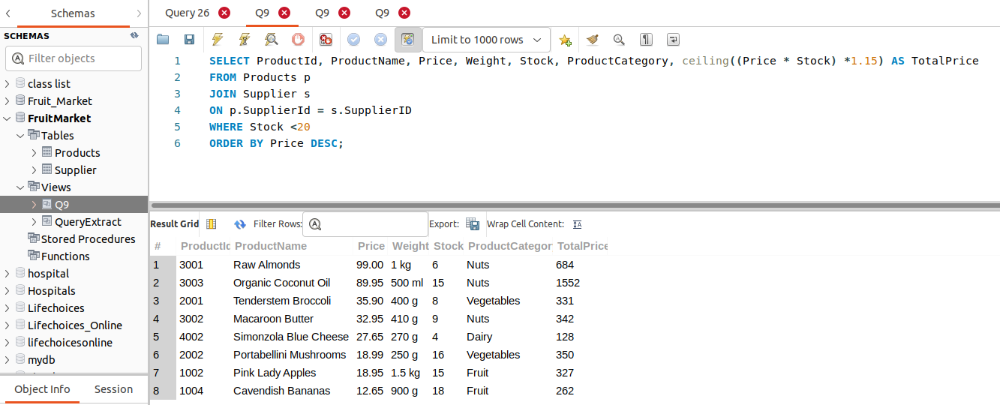 Schemas
Query 26 Q9 Q9 Q9
SCHEMAS
Filter objects
class list
Fruit_Market
FruitMarket
Tables
Products
Supplier
Views
Q9
QueryExtract
Stored Procedures
Functions
hospital
Hospitals
Lifechoices
Lifechoices_Online
lifechoicesonline
mydb
Object Info Session
Limit to 1000 rows
1 SELECT ProductId, ProductName, Price, Weight, Stock, ProductCategory, ceiling((Price * Stock) *1.15) AS TotalPrice
2 FROM Products p
3 JOIN Supplier s
4 ON p.SupplierId = s.SupplierID
5 WHERE Stock <20
6 ORDER BY Price DESC;
Result Grid Filter Rows: Export: Wrap Cell Content:
# ProductId ProductName Price Weight Stock ProductCategory TotalPrice
1 3001 Raw Almonds 99.00 1 kg 6 Nuts 684
2 3003 Organic Coconut Oil 89.95 500 ml 15 Nuts 1552
3 2001 Tenderstem Broccoli 35.90 400 g 8 Vegetables 331
4 3002 Macaroon Butter 32.95 410 g 9 Nuts 342
5 4002 Simonzola Blue Cheese 27.65 270 g 4 Dairy 128
6 2002 Portabellini Mushrooms 18.99 250 g 16 Vegetables 350
7 1002 Pink Lady Apples 18.95 1.5 kg 15 Fruit 327
8 1004 Cavendish Bananas 12.65 900 g 18 Fruit 262